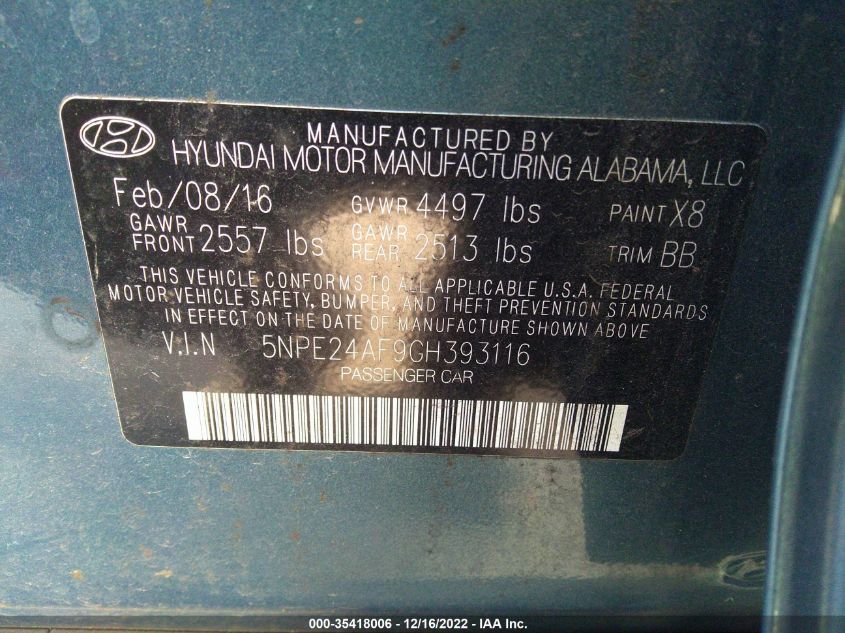 MANUFACTURED BY
HYUNDAI MOTOR MANUFACTURING ALABAMA, LLC
Feb/08/16 GVWR 4497 lbs PAINT X8
GAWR FRONT 2557 lbs GAWR REAR 2513 lbs TRIM BB
THIS VEHICLE CONFORMS TO ALL APPLICABLE U.S.A. FEDERAL
MOTOR VEHICLE SAFETY, BUMPER, AND THEFT PREVENTION STANDARDS
IN EFFECT ON THE DATE OF MANUFACTURE SHOWN ABOVE
V.I.N 5NPE24AF9GH393116
PASSENGER CAR
000-35418006 - 12/16/2022 - IAA Inc.